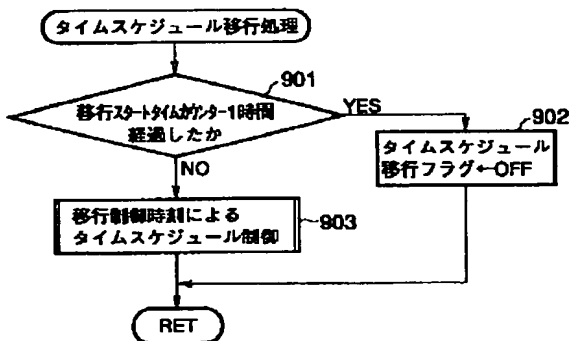 タイムスケジュール移行処理
901
移行スタートタイムカウンター1時間
経過したか
YES
902
タイムスケジュール
移行フラグ←OFF
NO
移行制御時刻による
タイムスケジュール制御
903
RET